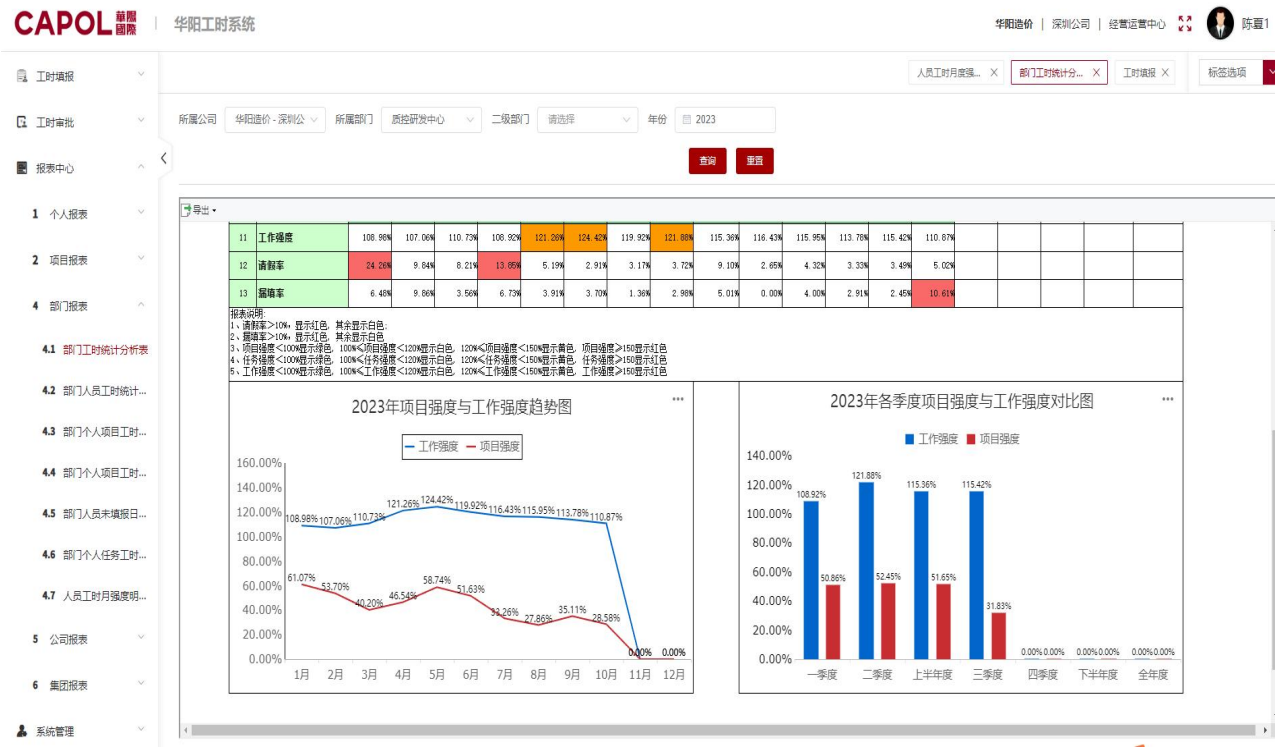 CAPOL 華陽國際 华阳工时系统 华阳造价 | 深圳公司 | 经营运营中心 陈夏1
工时填报
人员工时月度强... X 部门工时统计分... X 工时填报 X 标签选项
工时审批
所属公司 华阳造价-深圳公 所属部门 质控研发中心 二级部门 请选择 年份 2023
报表中心
查询 重置
1 个人报表
2 项目报表
4 部门报表
4.1 部门工时统计分析表
4.2 部门人员工时统计...
4.3 部门个人项目工时...
4.4 部门个人项目工时...
4.5 部门人员未填报日...
4.6 部门个人任务工时...
4.7 人员工时月强度明...
5 公司报表
6 集团报表
系统管理
导出
11 工作强度 108.98% 107.06% 110.73% 108.92% 121.26% 124.42% 119.92% 121.88% 115.36% 116.43% 115.95% 113.78% 115.42% 110.87%
12 请假率 24.26% 9.84% 8.21% 13.85% 5.19% 2.91% 3.17% 3.72% 9.10% 2.65% 4.32% 3.33% 3.49% 5.02%
13 漏填率 6.48% 9.86% 3.56% 6.73% 3.91% 3.70% 1.36% 2.98% 5.01% 0.00% 4.00% 2.91% 2.45% 10.61%
报表说明:
1、请假率>10%,显示红色,其余显示白色;
2、漏填率>10%,显示红色,其余显示白色
3、项目强度<100%显示绿色,100%≤项目强度<120%显示白色,120%≤项目强度<150%显示黄色,项目强度≥150显示红色
4、任务强度<100%显示绿色,100%≤任务强度<120%显示白色,120%≤任务强度<150%显示黄色,任务强度≥150显示红色
5、工作强度<100%显示绿色,100%≤工作强度<120%显示白色,120%≤工作强度<150%显示黄色,工作强度≥150显示红色
2023年项目强度与工作强度趋势图
工作强度 项目强度
160.00%
140.00%
120.00%
100.00%
80.00%
60.00%
40.00%
20.00%
0.00%
108.98% 107.06% 110.73% 121.26% 124.42% 119.92% 116.43% 115.95% 113.78% 110.87%
61.07% 53.70% 40.20% 46.54% 58.74% 51.63% 33.26% 27.86% 35.11% 28.58% 0.00% 0.00%
1月 2月 3月 4月 5月 6月 7月 8月 9月 10月 11月 12月
2023年各季度项目强度与工作强度对比图
工作强度 项目强度
140.00%
120.00%
100.00%
80.00%
60.00%
40.00%
20.00%
0.00%
108.92% 121.88% 115.36% 115.42%
50.86% 52.45% 51.65% 31.83%
0.00% 0.00% 0.00% 0.00% 0.00% 0.00%
一季度 二季度 上半年度 三季度 四季度 下半年度 全年度